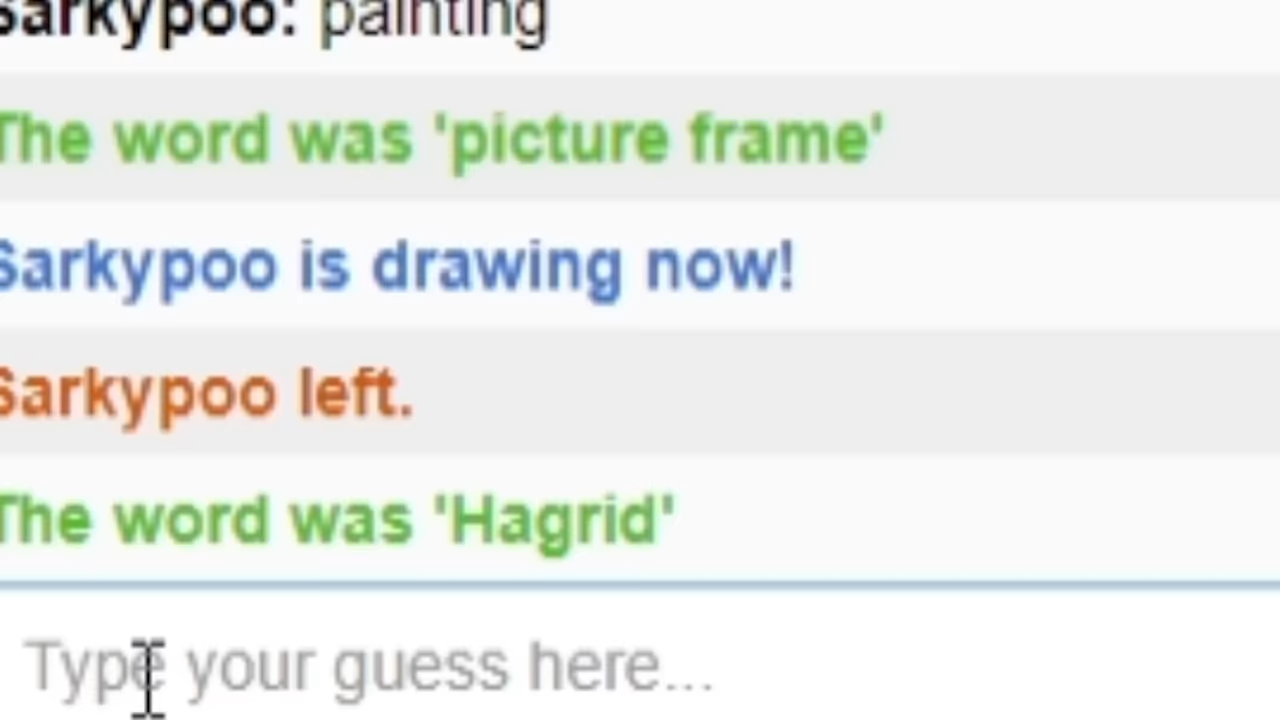 Sarkypoo: painting
The word was 'picture frame'
Sarkypoo is drawing now!
Sarkypoo left.
The word was 'Hagrid'
Type your guess here...